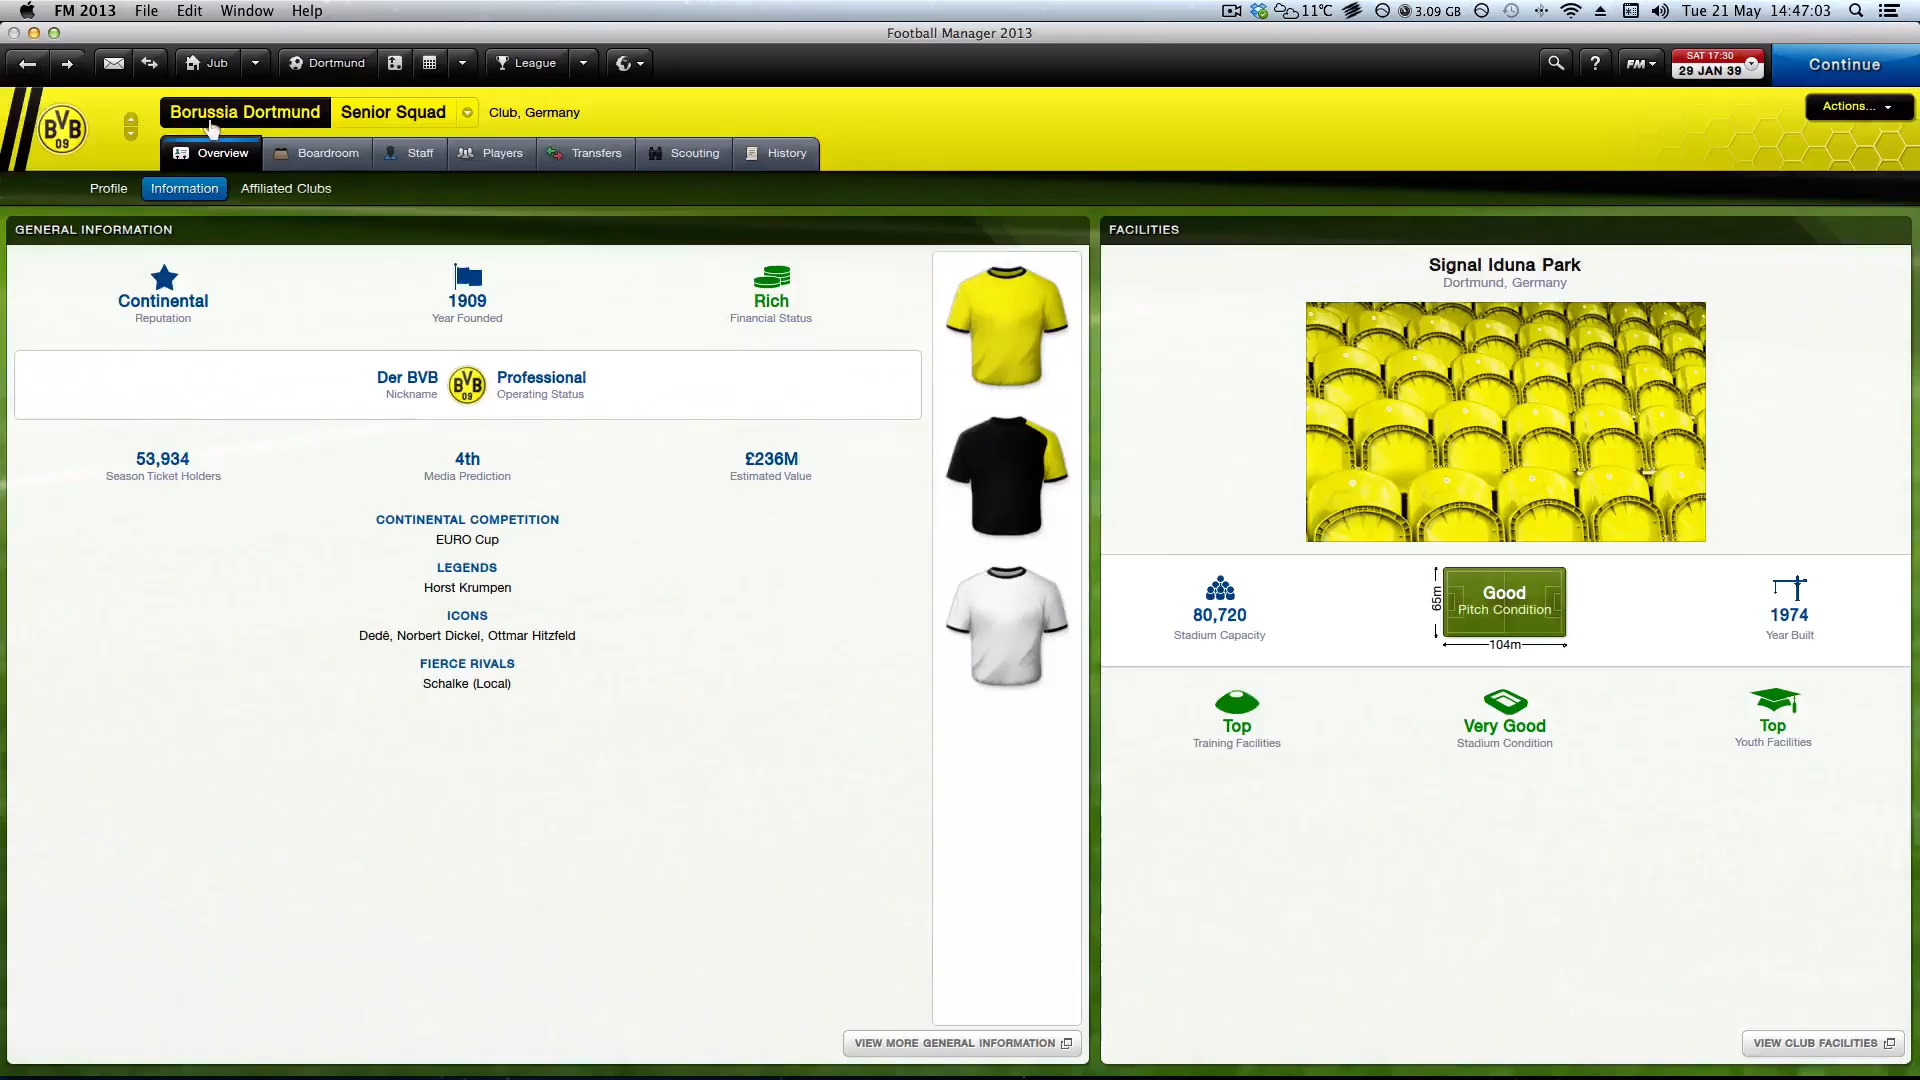 FM 2013 File Edit Window Help 11°C 3.09 GB Tue 21 May 14:47:03
Football Manager 2013
Job Dortmund League ? FM SAT 17:30 29 JAN 39 Continue
BVB 09 Borussia Dortmund Senior Squad Club, Germany Actions...
Overview Boardroom Staff Players Transfers Scouting History
Profile Information Affiliated Clubs
GENERAL INFORMATION
Continental 1909 Rich
Reputation Year Founded Financial Status
Der BVB BVB 09 Professional
Nickname Operating Status
53,934 4th £236M
Season Ticket Holders Media Prediction Estimated Value
CONTINENTAL COMPETITION
EURO Cup
LEGENDS
Horst Krumpen
ICONS
Dedê, Norbert Dickel, Ottmar Hitzfeld
FIERCE RIVALS
Schalke (Local)
VIEW MORE GENERAL INFORMATION
FACILITIES
Signal Iduna Park
Dortmund, Germany
80,720 65m Good 1974
Stadium Capacity Pitch Condition Year Built
104m
Top Very Good Top
Training Facilities Stadium Condition Youth Facilities
VIEW CLUB FACILITIES